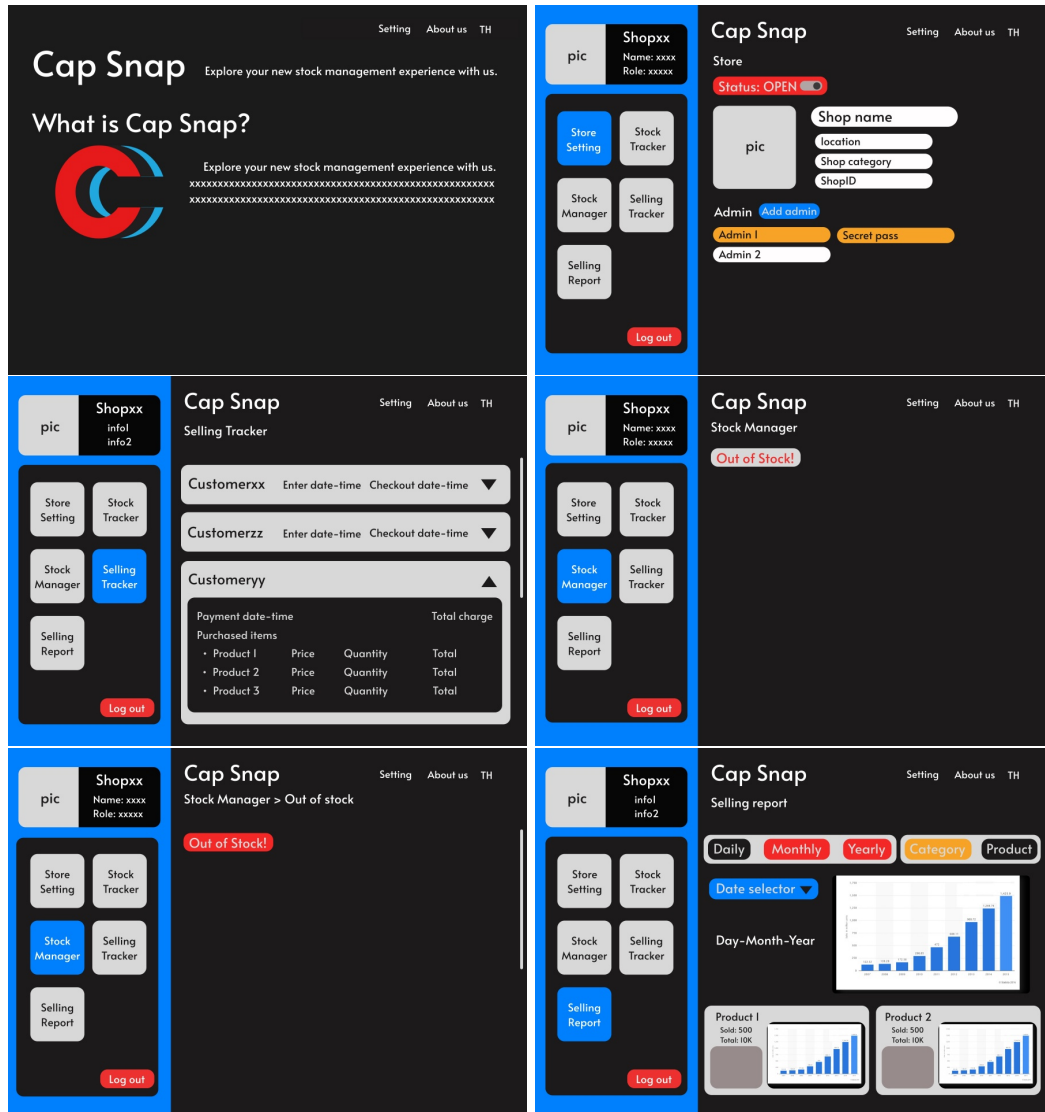 Setting About us TH
Cap Snap Explore your new stock management experience with us.
What is Cap Snap?
Explore your new stock management experience with us.
xxxxxxxxxxxxxxxxxxxxxxxxxxxxxxxxxxxxxxxxxxxxxxxxxxxxxx
xxxxxxxxxxxxxxxxxxxxxxxxxxxxxxxxxxxxxxxxxxxxxxxxxxxxxx
pic
Shopxx
Name: xxxx
Role: xxxxx
Store Setting
Stock Tracker
Stock Manager
Selling Tracker
Selling Report
Log out
Cap Snap Setting About us TH
Store
Status: OPEN
pic
Shop name
location
Shop category
ShopID
Admin Add admin
Admin 1 Secret pass
Admin 2
pic
Shopxx
info1
info2
Store Setting
Stock Tracker
Stock Manager
Selling Tracker
Selling Report
Log out
Cap Snap Setting About us TH
Selling Tracker
Customerxx Enter date-time Checkout date-time
Customerzz Enter date-time Checkout date-time
Customeryy
Payment date-time Total charge
Purchased items
• Product 1 Price Quantity Total
• Product 2 Price Quantity Total
• Product 3 Price Quantity Total
pic
Shopxx
Name: xxxx
Role: xxxxx
Store Setting
Stock Tracker
Stock Manager
Selling Tracker
Selling Report
Log out
Cap Snap Setting About us TH
Stock Manager
Out of Stock!
pic
Shopxx
Name: xxxx
Role: xxxxx
Store Setting
Stock Tracker
Stock Manager
Selling Tracker
Selling Report
Log out
Cap Snap Setting About us TH
Stock Manager > Out of stock
Out of Stock!
pic
Shopxx
info1
info2
Store Setting
Stock Tracker
Stock Manager
Selling Tracker
Selling Report
Log out
Cap Snap Setting About us TH
Selling report
Daily Monthly Yearly Category Product
Date selector
Day-Month-Year
Product 1
Sold: 500
Total: 10K
Product 2
Sold: 500
Total: 10K